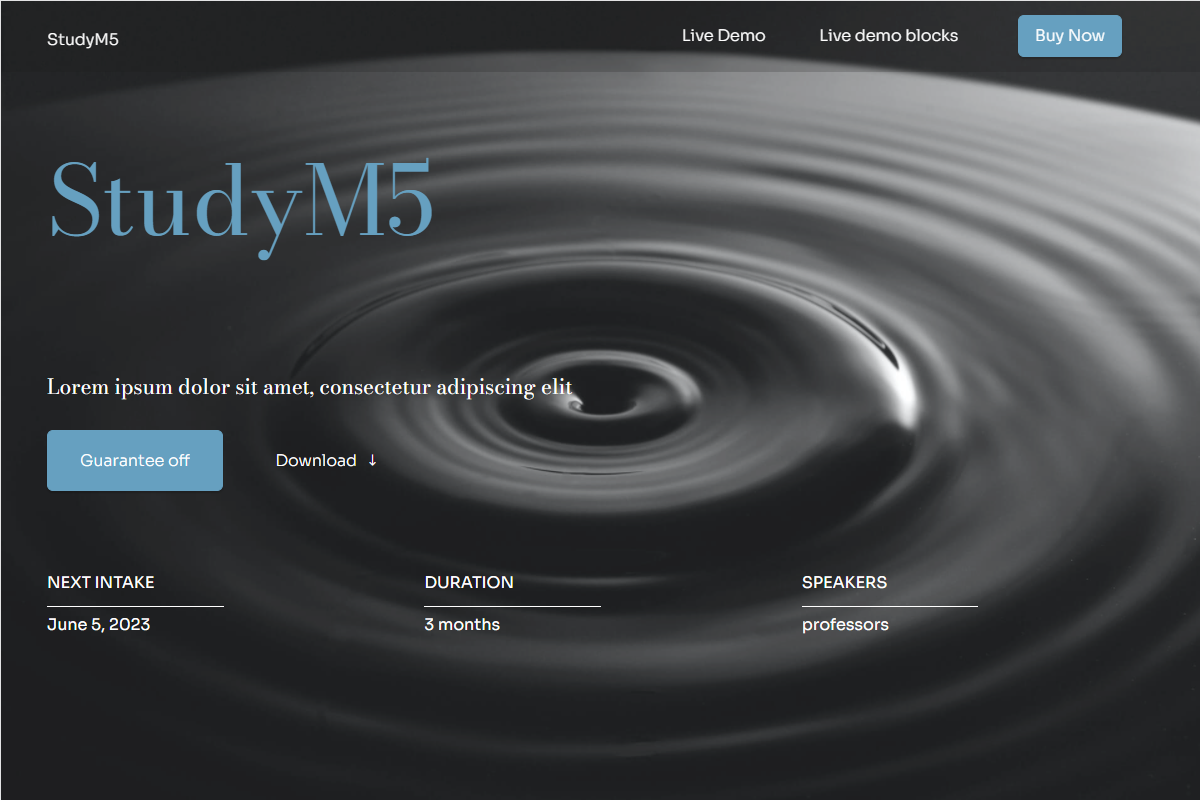 StudyM5
Live Demo
Live demo blocks
Buy Now
StudyM5
Lorem ipsum dolor sit amet, consectetur adipiscing elit
Guarantee off
Download ↓
NEXT INTAKE
June 5, 2023
DURATION
3 months
SPEAKERS
professors